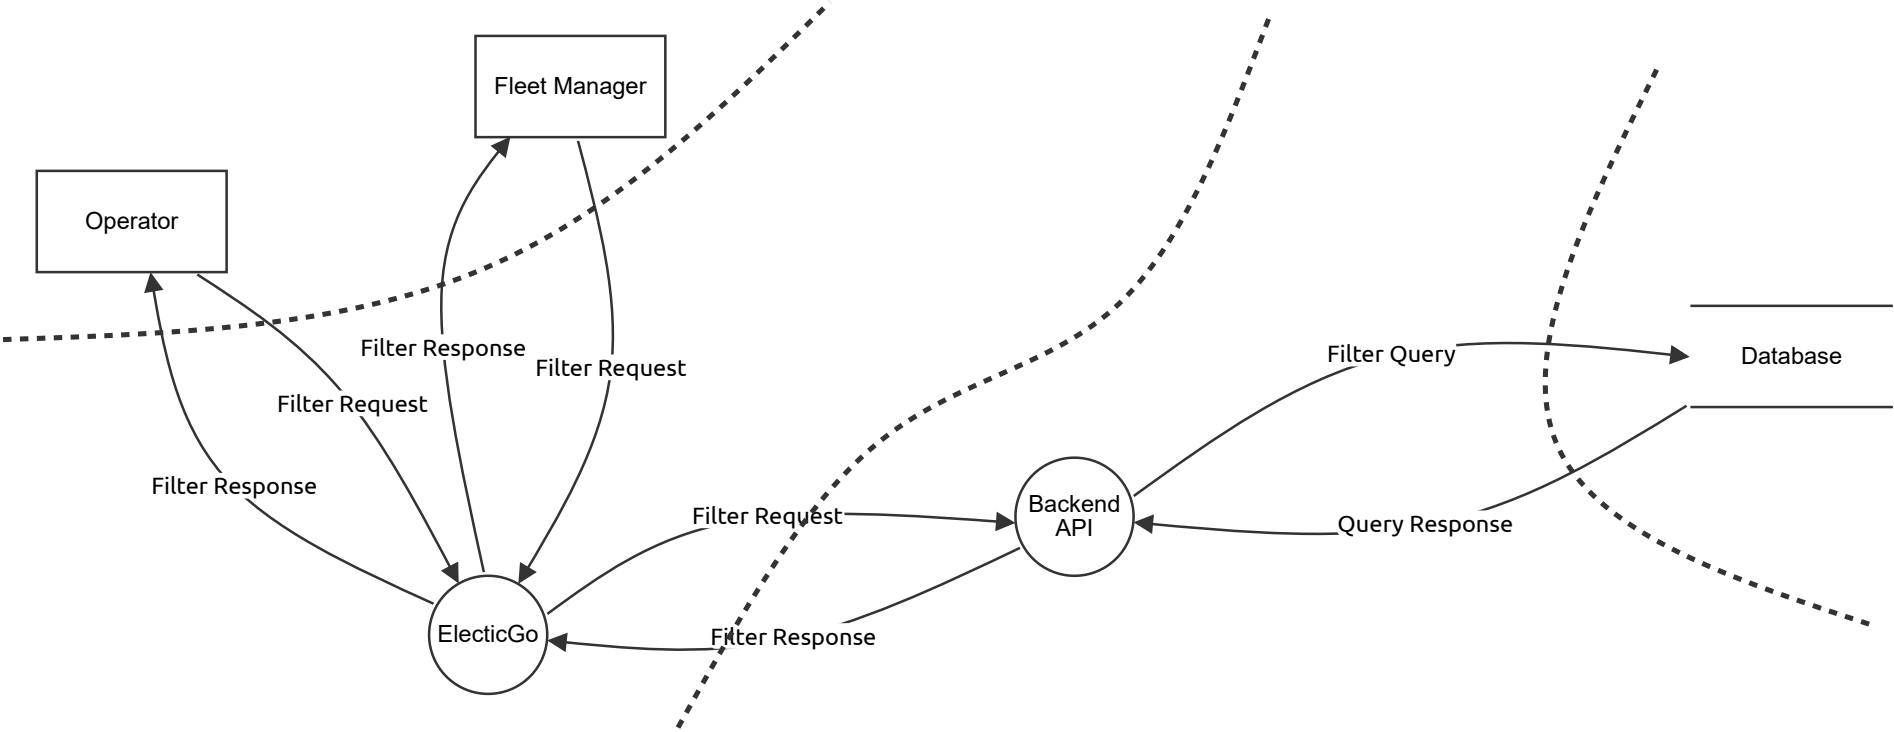 Fleet Manager
Operator
Filter Response
Filter Request
Filter Request
Filter Response
Filter Query
Database
Filter Request
Backend
API
Query Response
ElecticGo
Filter Response